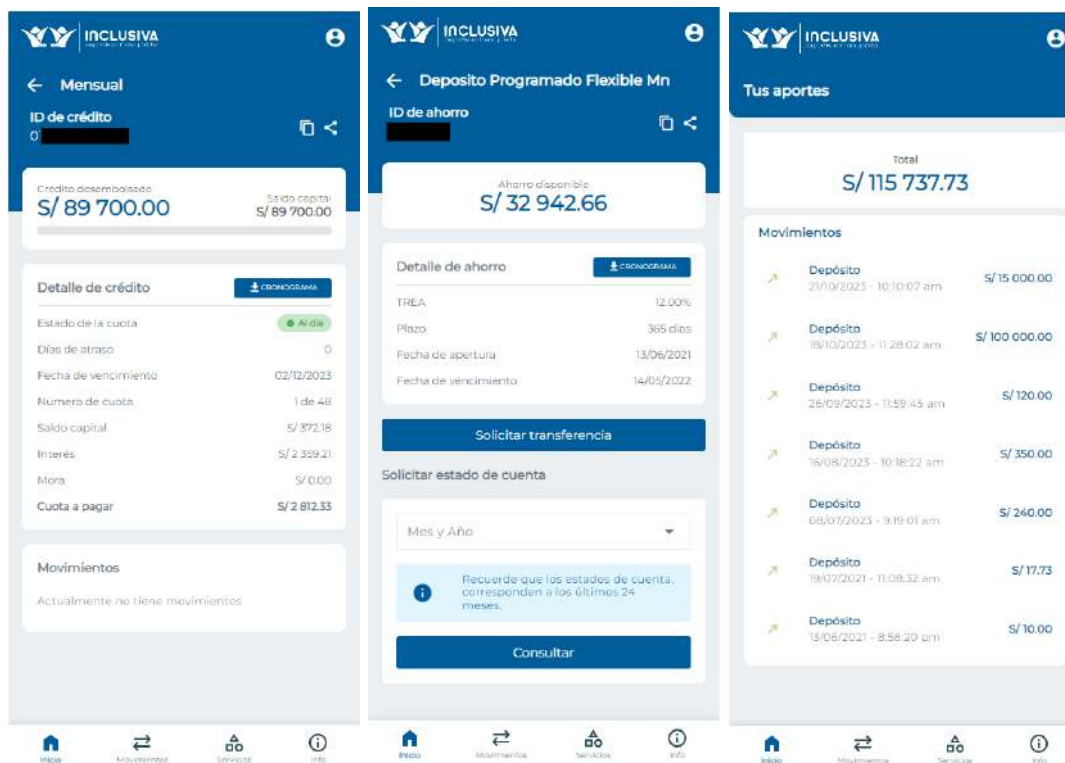 INCLUSIVA
Mensual
ID de crédito
0
Crédito desembolsado
S/ 89 700.00
Saldo capital
S/ 89 700.00
Detalle de crédito
CRONOGRAMA
Estado de la cuota
Al día
Días de atraso
0
Fecha de vencimiento
02/12/2023
Número de cuota
1 de 48
Saldo capital
S/ 372.18
Interés
S/ 2 359.21
Mora
S/ 0.00
Cuota a pagar
S/ 2 812.33
Movimientos
Actualmente no tiene movimientos
Inicio
Movimientos
Servicios
Info
INCLUSIVA
Deposito Programado Flexible Mn
ID de ahorro
Ahorro disponible
S/ 32 942.66
Detalle de ahorro
CRONOGRAMA
TREA
12.00%
Plazo
365 días
Fecha de apertura
13/06/2021
Fecha de vencimiento
14/05/2022
Solicitar transferencia
Solicitar estado de cuenta
Mes y Año
Recuerde que los estados de cuenta,
corresponden a los últimos 24
meses.
Consultar
Inicio
Movimientos
Servicios
Info
INCLUSIVA
Tus aportes
Total
S/ 115 737.73
Movimientos
Depósito
S/ 15 000.00
21/10/2023 - 10:10:07 am
Depósito
S/ 100 000.00
18/10/2023 - 11:28:02 am
Depósito
S/ 120.00
26/09/2023 - 11:59:45 am
Depósito
S/ 350.00
16/08/2023 - 10:18:22 am
Depósito
S/ 240.00
08/07/2023 - 9:19:01 am
Depósito
S/ 17.73
19/07/2021 - 11:08:32 am
Depósito
S/ 10.00
13/06/2021 - 8:58:20 pm
Inicio
Movimientos
Servicios
Info